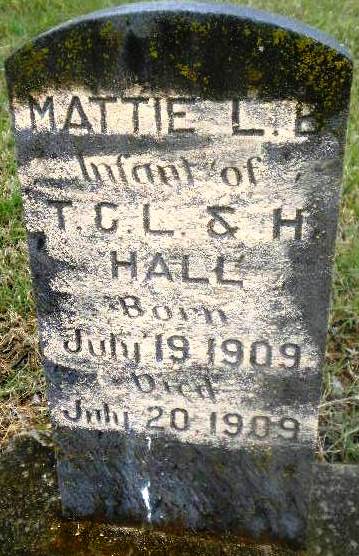 MATTIE L. B.
Infant of
T. C. L. & H.
HALL
Born
July 19 1909
Died
July 20, 1909